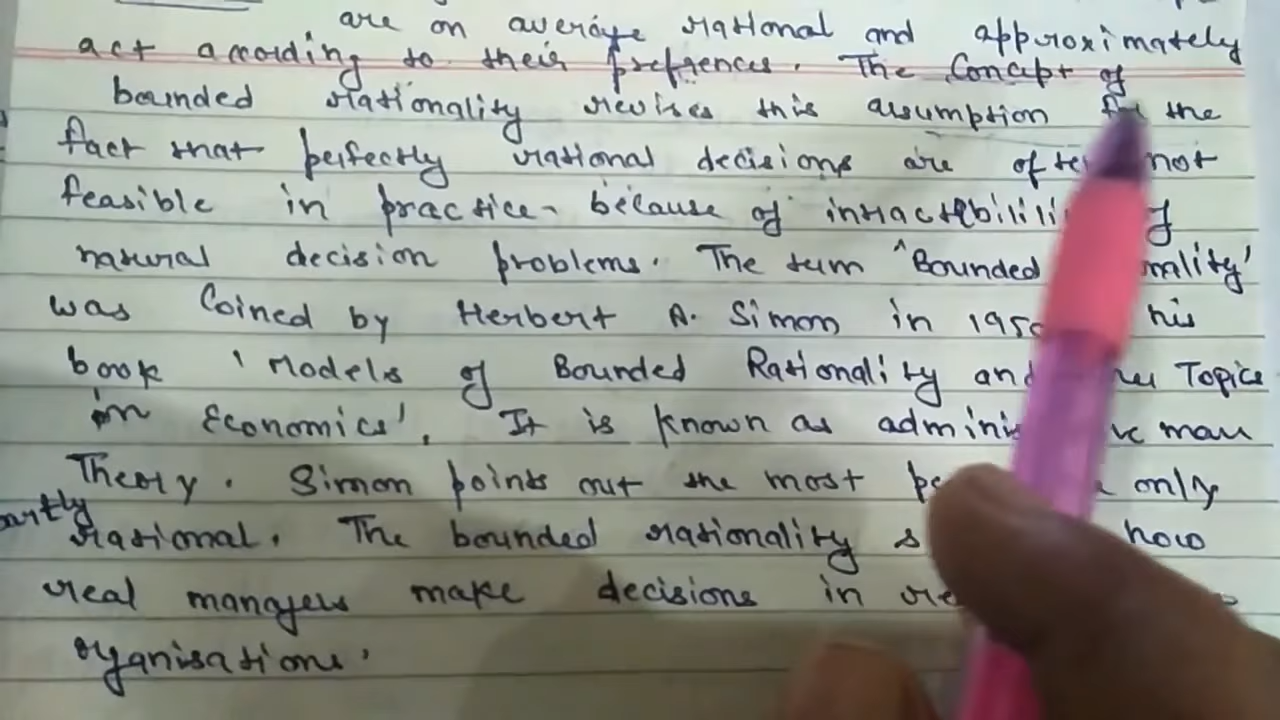 are on average rational and approximately
act according to their preferences. The Concept of
bounded rationality revises this assumption for the
fact that perfectly rational decisions are often not
feasible in practice because of intractability of
natural decision problems. The term 'Bounded
was Coined by Herbert A. Simon in his
book 'Models of Bounded Rationality and Topics
in Economics'. It is known as man
Theory. Simon points out the most only
partly rational. The bounded rationality how
real managers make decisions in
organisations.